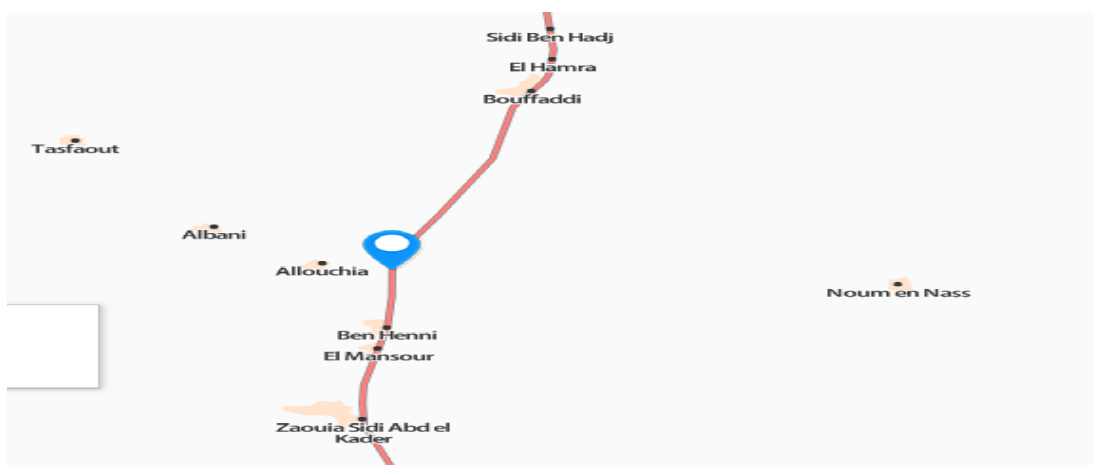 Sidi Ben Hadj
El Hamra
Bouffaddi
Tasfaout
Albani
Allouchia
Noum en Nass
Ben Henni
El Mansour
Zaouia Sidi Abd el
Kader